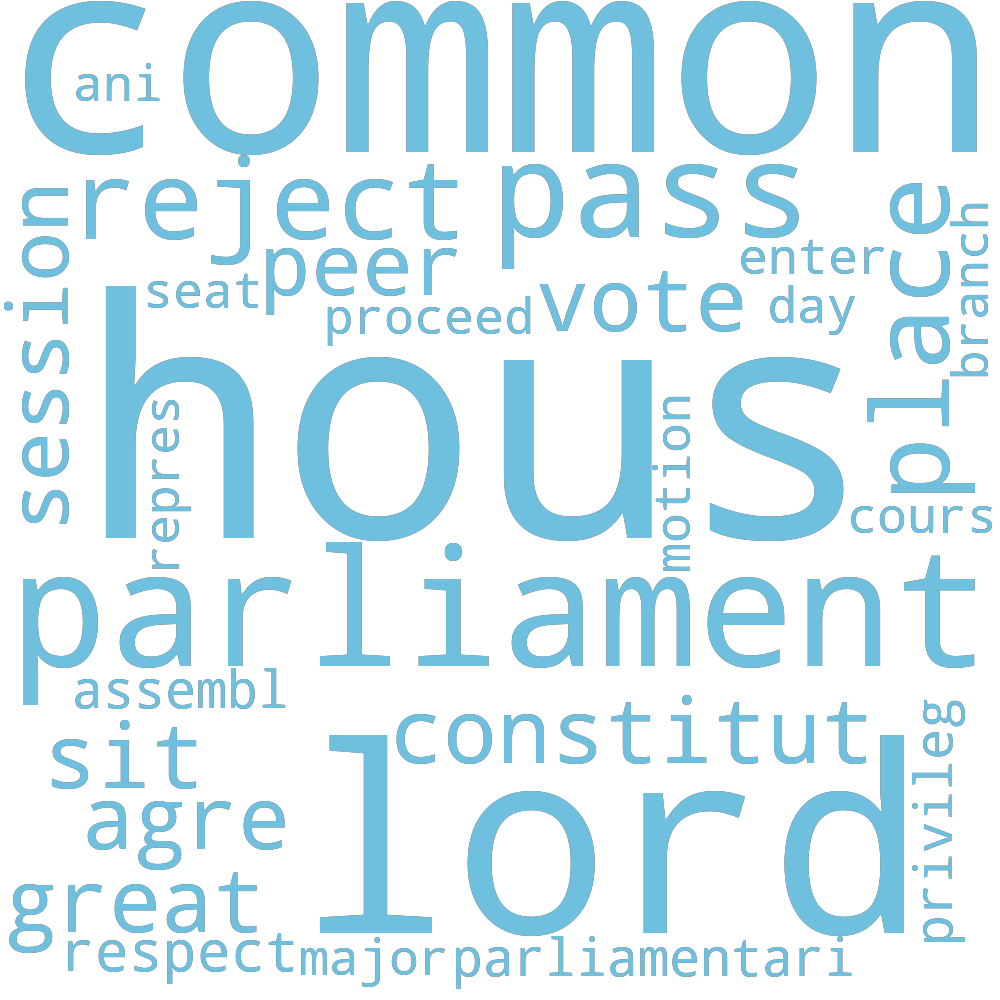 common
ani
reject
pass
session
place
branch
peer
enter
seat
proceed
vote
day
hous
repres
motion
cours
parliament
assembl
constitut
sit
privileg
lord
agre
great
respect
major
parliamentari